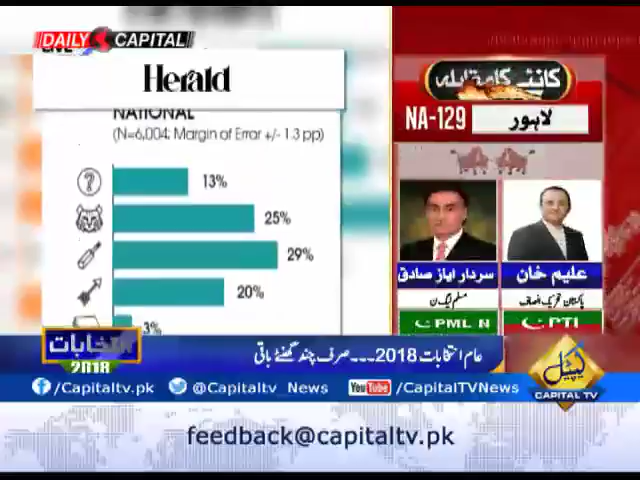 DAILY CAPITAL
Herald
NATIONAL
(N=6,004; Margin of Error +/- 1.3 pp)
?
13%
25%
29%
20%
3%
کانٹے کا مقابلہ
NA-129
لاہور
سردار ایاز صادق
علیم خان
مسلم لیگ ن
پاکستان تحریک انصاف
PML N
PTI
انتخابات
2018
عام انتخابات 2018۔۔۔صرف چند گھنٹے باقی
/Capitaltv.pk
@Capitaltv_News
YouTube /CapitalTVNews
کیپیٹل
CAPITAL TV
feedback@capitaltv.pk